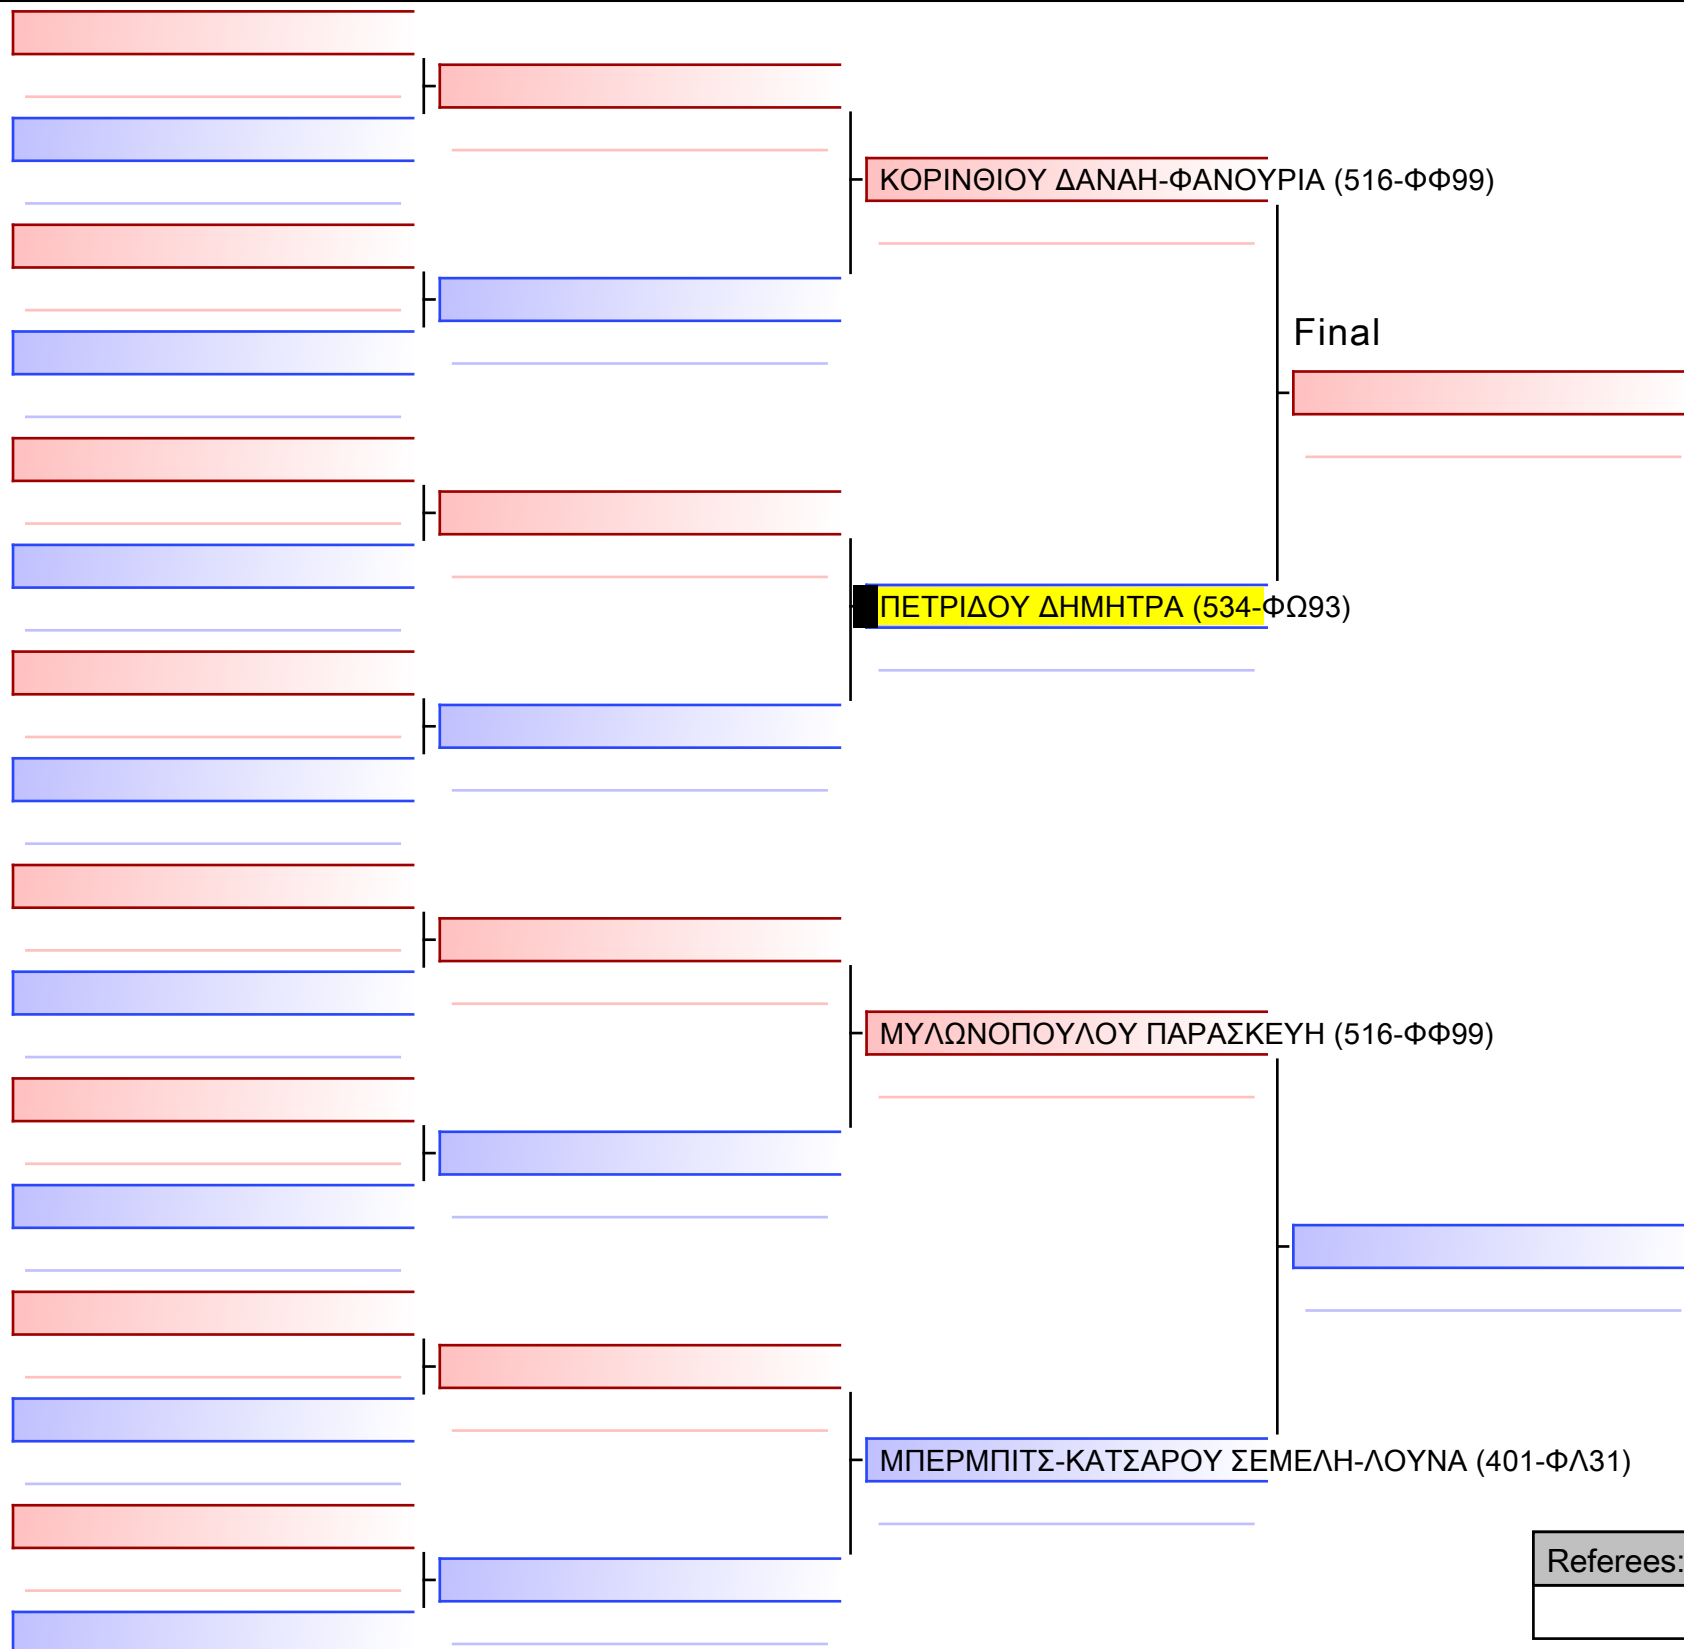 ΚΟΡΙΝΘΙΟΥ ΔΑΝΑΗ-ΦΑΝΟΥΡΙΑ (516-ΦΦ99)
Final
ΠΕΤΡΙΔΟΥ ΔΗΜΗΤΡΑ (534-ΦΩ93)
ΜΥΛΩΝΟΠΟΥΛΟΥ ΠΑΡΑΣΚΕΥΗ (516-ΦΦ99)
ΜΠΕΡΜΠΙΤΣ-ΚΑΤΣΑΡΟΥ ΣΕΜΕΛΗ-ΛΟΥΝΑ (401-ΦΛ31)
Referees: